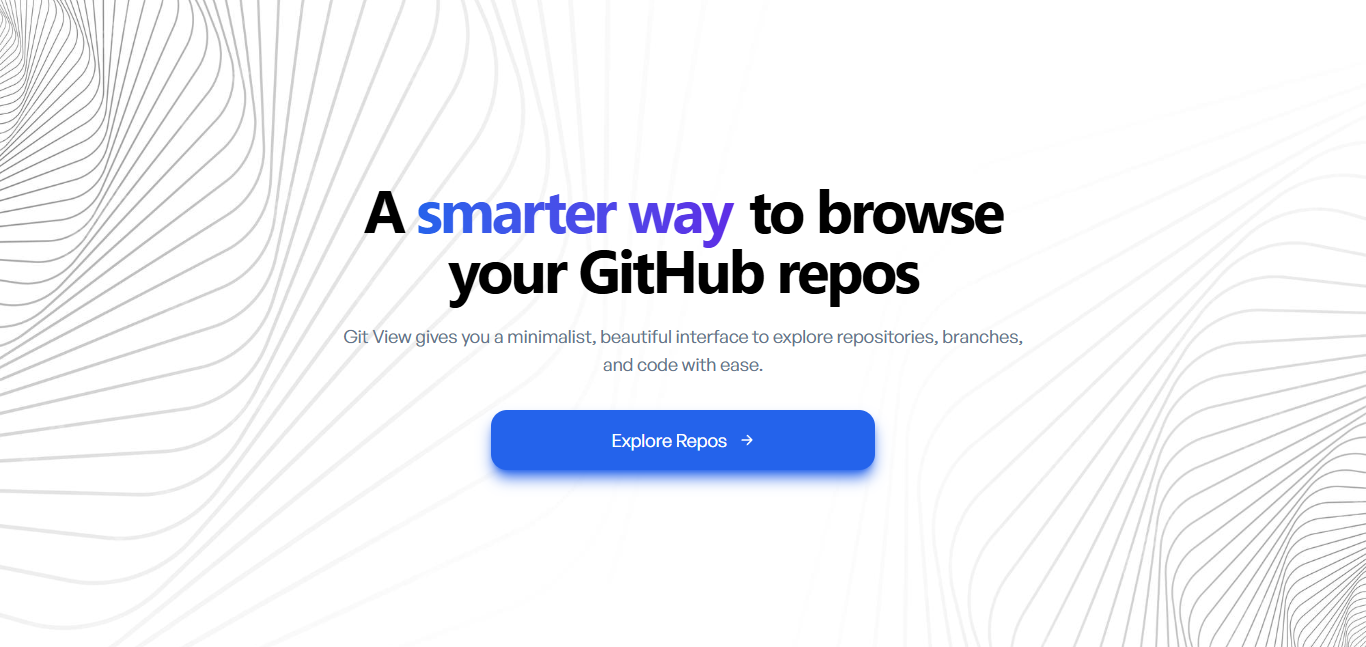 A smarter way to browse
your GitHub repos
Git View gives you a minimalist, beautiful interface to explore repositories, branches,
and code with ease.
Explore Repos →